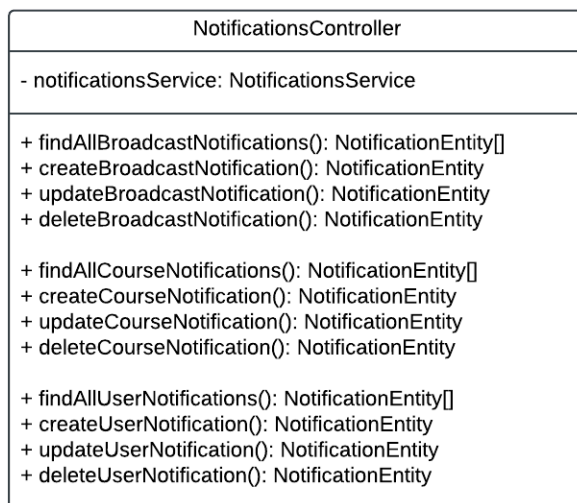 NotificationsController
- notificationsService: NotificationsService
+ findAllBroadcastNotifications(): NotificationEntity[]
+ createBroadcastNotification(): NotificationEntity
+ updateBroadcastNotification(): NotificationEntity
+ deleteBroadcastNotification(): NotificationEntity
+ findAllCourseNotifications(): NotificationEntity[]
+ createCourseNotification(): NotificationEntity
+ updateCourseNotification(): NotificationEntity
+ deleteCourseNotification(): NotificationEntity
+ findAllUserNotifications(): NotificationEntity[]
+ createUserNotification(): NotificationEntity
+ updateUserNotification(): NotificationEntity
+ deleteUserNotification(): NotificationEntity